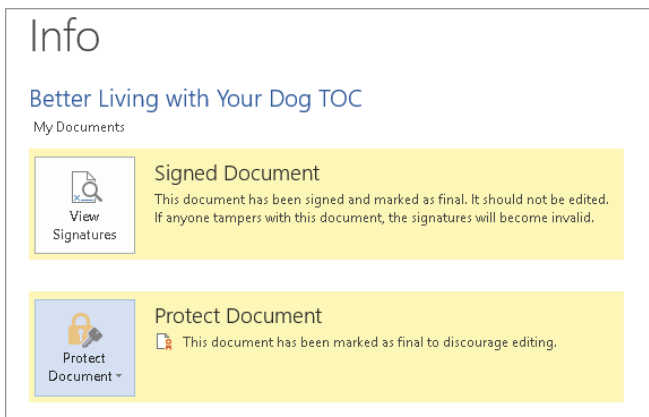 Info
Better Living with Your Dog TOC
My Documents
View
Signatures
Signed Document
This document has been signed and marked as final. It should not be edited.
If anyone tampers with this document, the signatures will become invalid.
Protect
Document
Protect Document
This document has been marked as final to discourage editing.